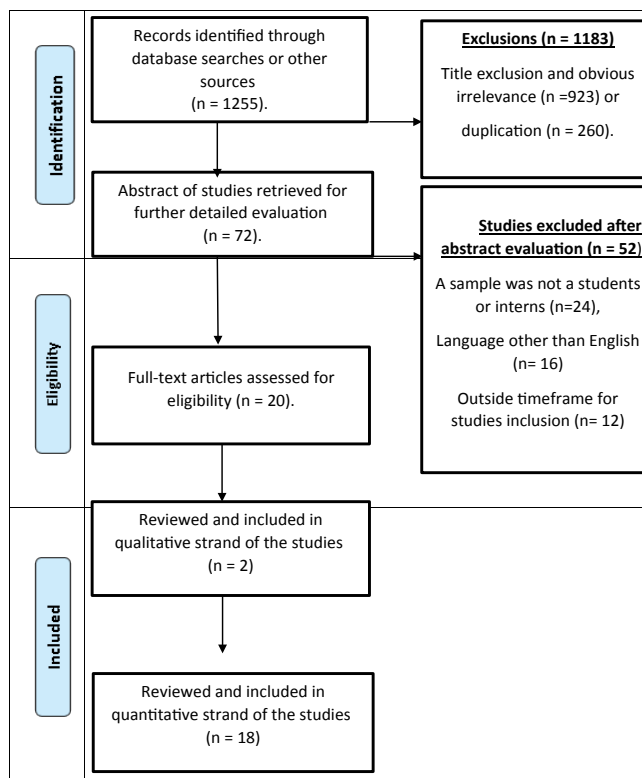 Identification
Records identified through
database searches or other
sources
(n = 1255).
Exclusions (n = 1183)
Title exclusion and obvious
irrelevance (n =923) or
duplication (n = 260).
Abstract of studies retrieved for
further detailed evaluation
(n = 72).
Studies excluded after
abstract evaluation (n = 52)
A sample was not a students
or interns (n=24),
Language other than English
(n= 16)
Outside timeframe for
studies inclusion (n= 12)
Eligibility
Full-text articles assessed for
eligibility (n = 20).
Included
Reviewed and included in
qualitative strand of the studies
(n = 2)
Reviewed and included in
quantitative strand of the studies
(n = 18)